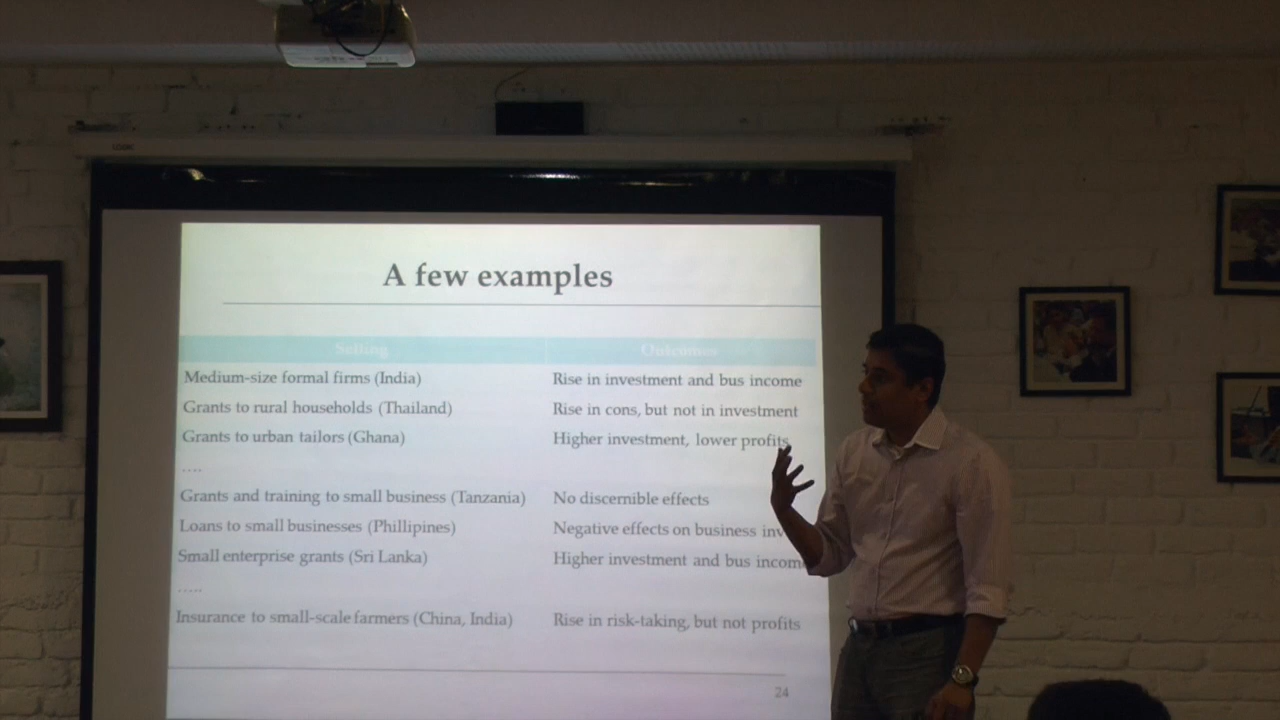 A few examples
Selling Outcomes
Medium-size formal firms (India) Rise in investment and bus income
Grants to rural households (Thailand) Rise in cons, but not in investment
Grants to urban tailors (Ghana) Higher investment, lower profits
....
Grants and training to small business (Tanzania) No discernible effects
Loans to small businesses (Phillipines) Negative effects on business inv
Small enterprise grants (Sri Lanka) Higher investment and bus incom
.....
Insurance to small-scale farmers (China, India) Rise in risk-taking, but not profits
24